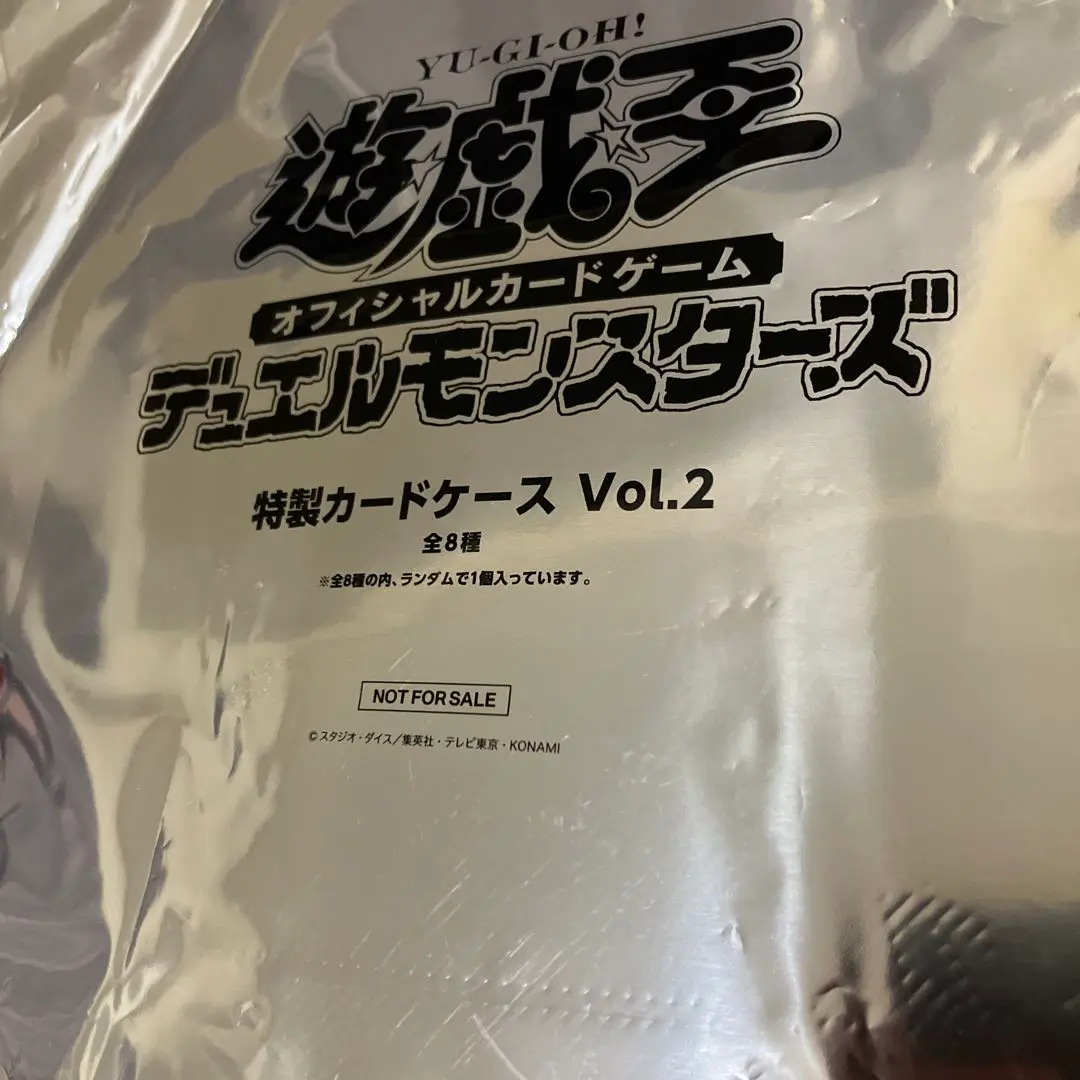 YU-GI-OH!
遊☆戯☆王
オフィシャルカードゲーム
デュエルモンスターズ
特製カードケース Vol.2
全8種
※全8種の内、ランダムで1個入っています。
NOT FOR SALE
©スタジオ・ダイス/集英社・テレビ東京・KONAMI